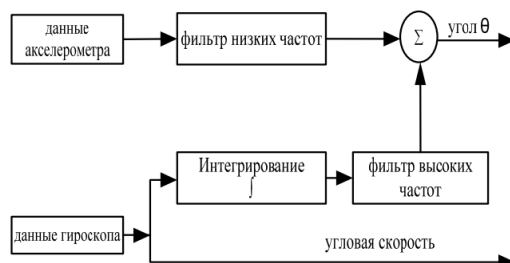 данные
акселерометра
фильтр низких частот
Σ
угол θ
Интегрирование
∫
фильтр высоких
частот
данные гироскопа
угловая скорость